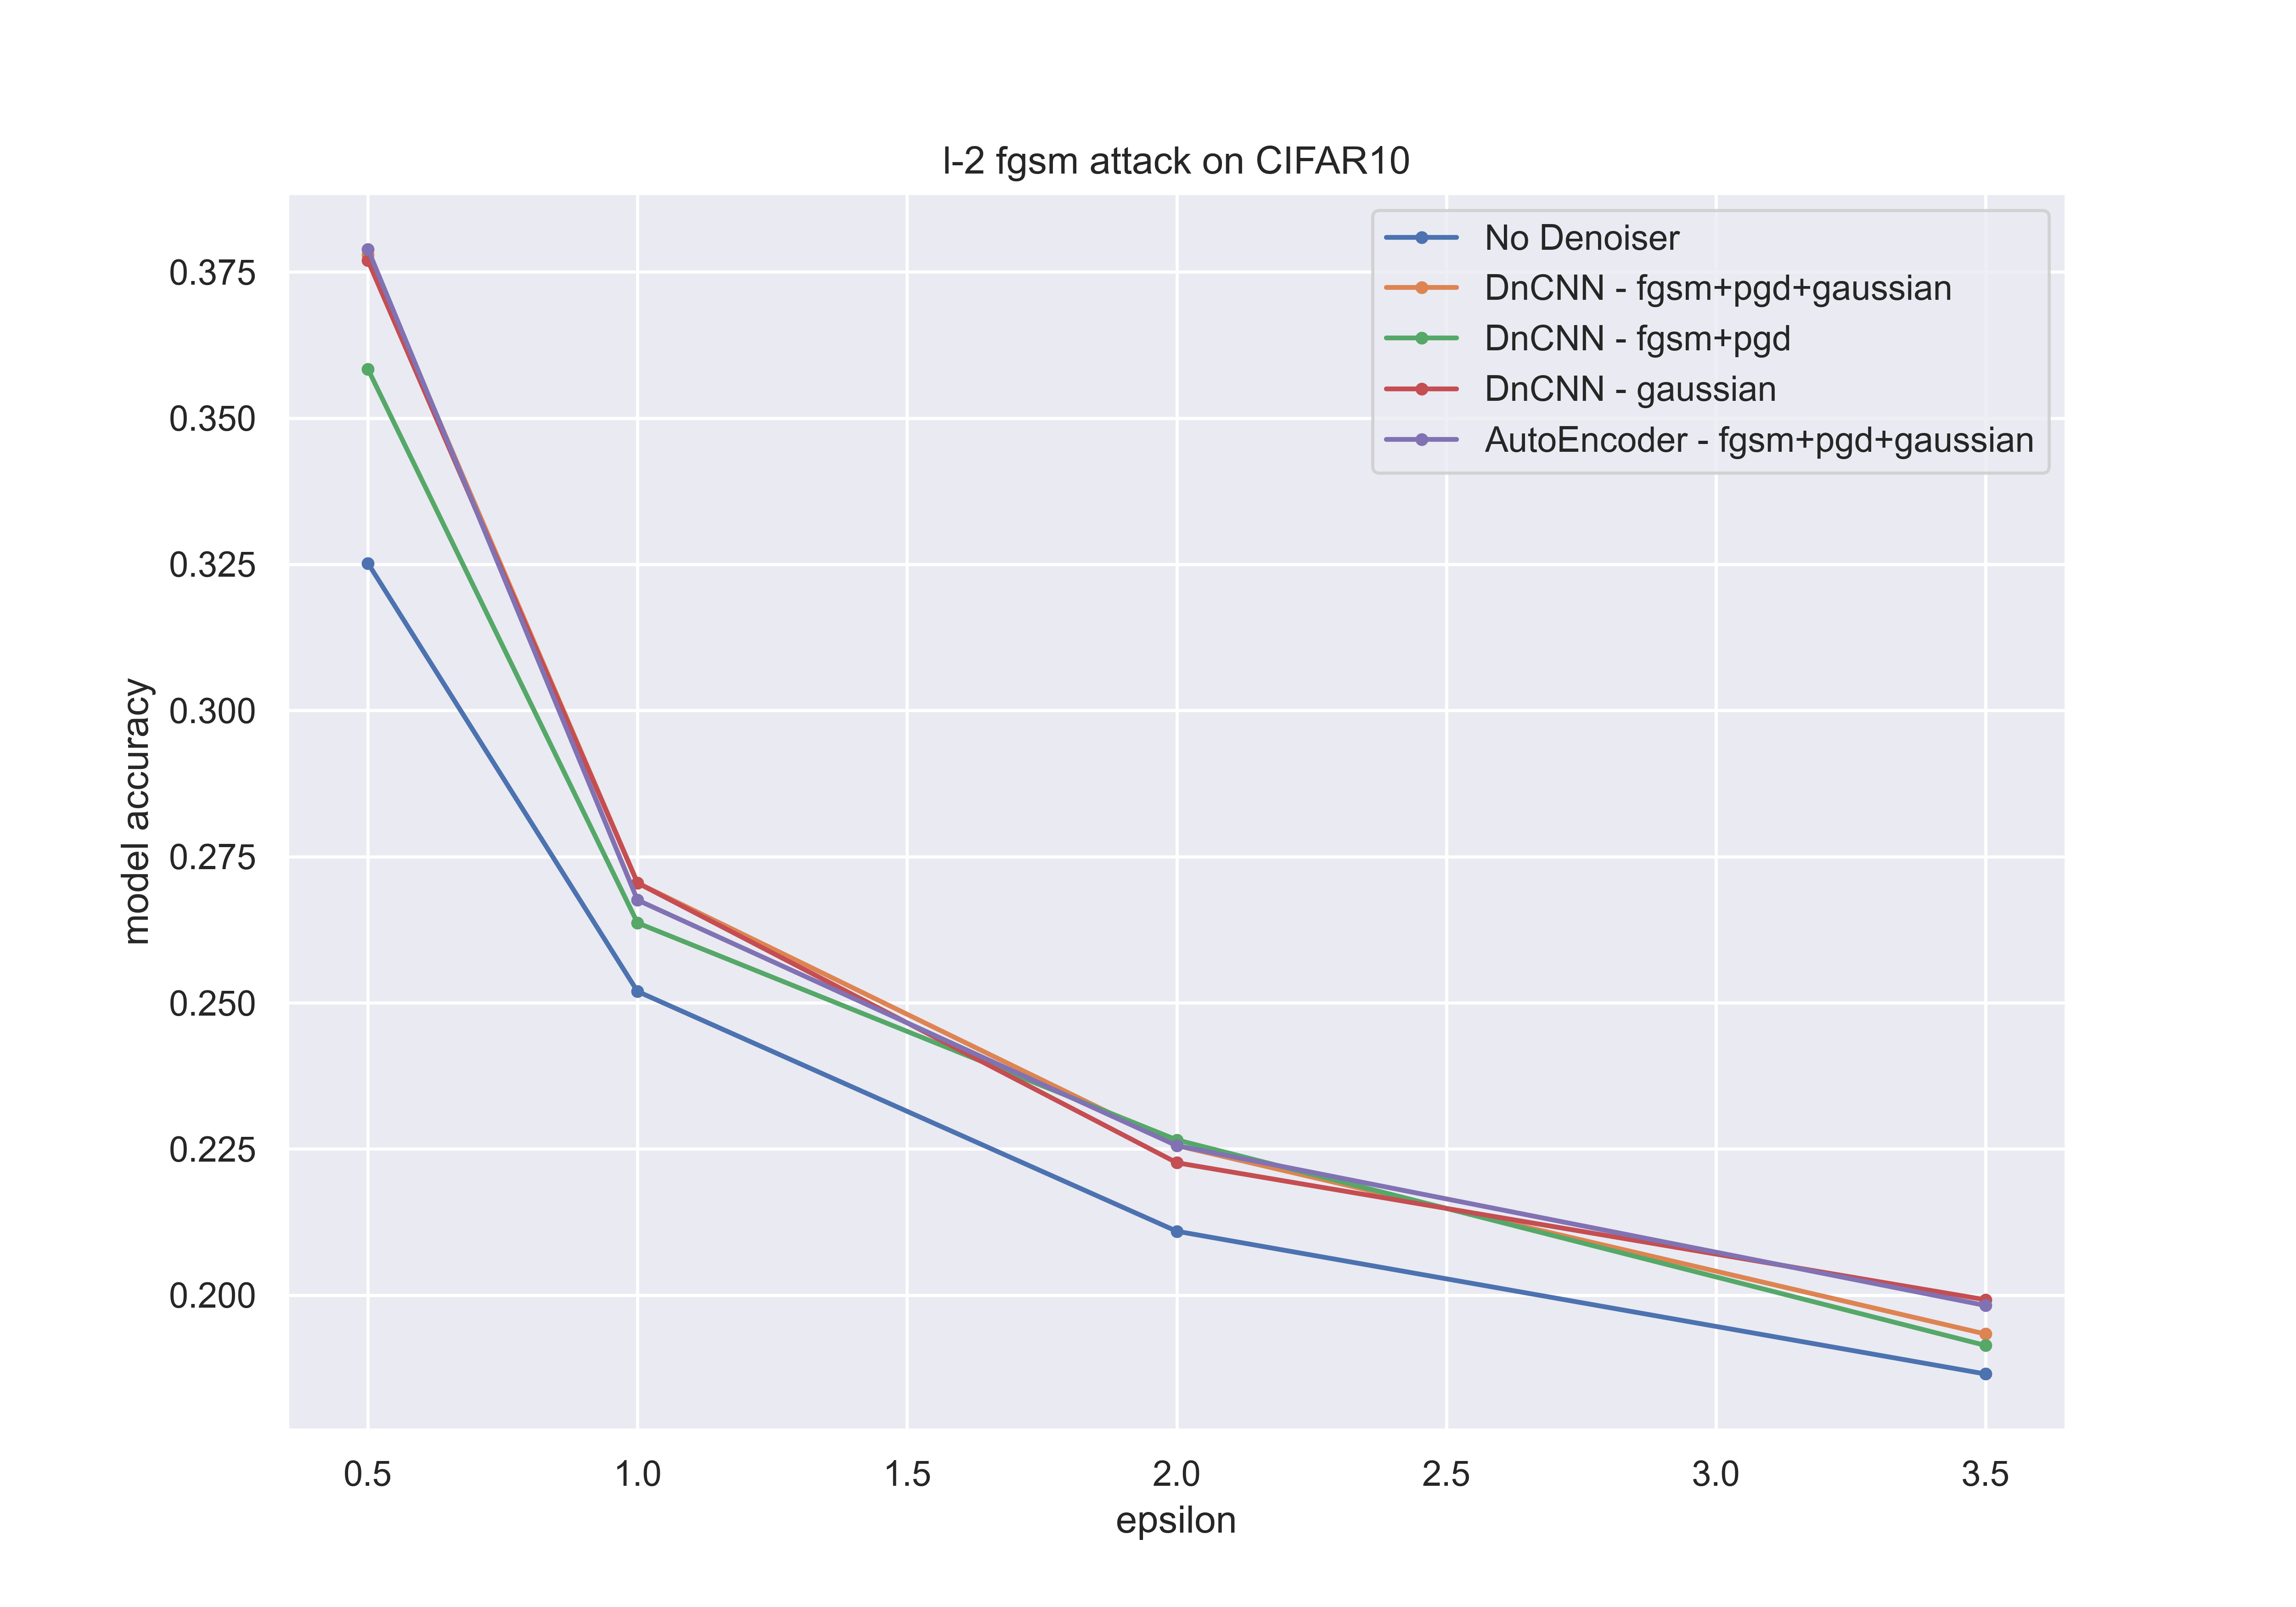 l-2 fgsm attack on CIFAR10
No Denoiser
DnCNN - fgsm+pgd+gaussian
DnCNN - fgsm+pgd
DnCNN - gaussian
AutoEncoder - fgsm+pgd+gaussian
model accuracy
0.375
0.350
0.325
0.300
0.275
0.250
0.225
0.200
0.5 1.0 1.5 2.0 2.5 3.0 3.5
epsilon